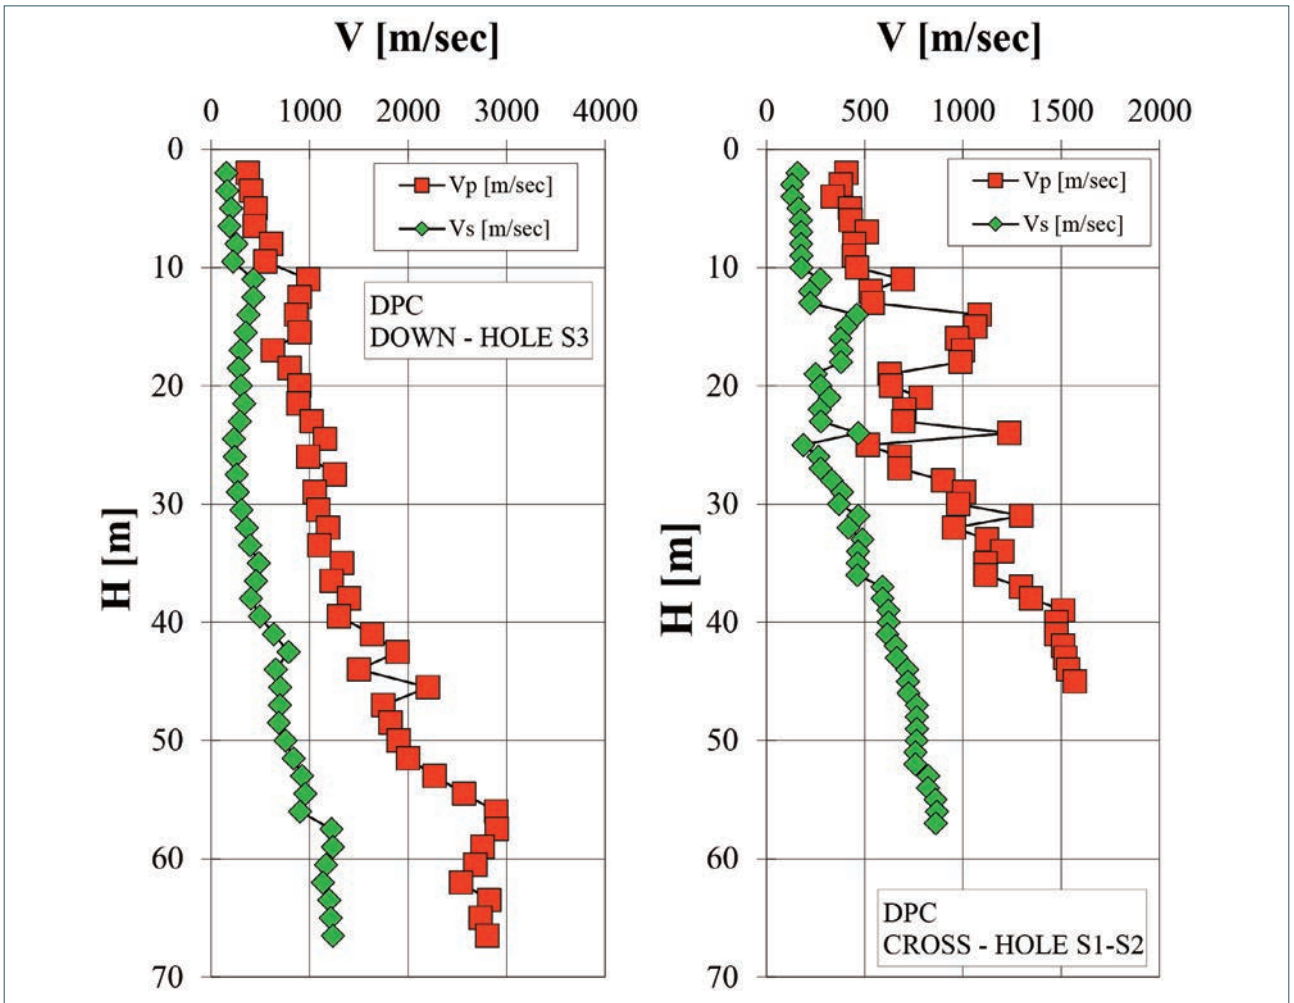 V [m/sec]
0 1000 2000 3000 4000
0
10
20
30
40
50
60
70
H [m]
Vp [m/sec]
Vs [m/sec]
DPC
DOWN - HOLE S3
V [m/sec]
0 500 1000 1500 2000
0
10
20
30
40
50
60
70
H [m]
Vp [m/sec]
Vs [m/sec]
DPC
CROSS - HOLE S1-S2